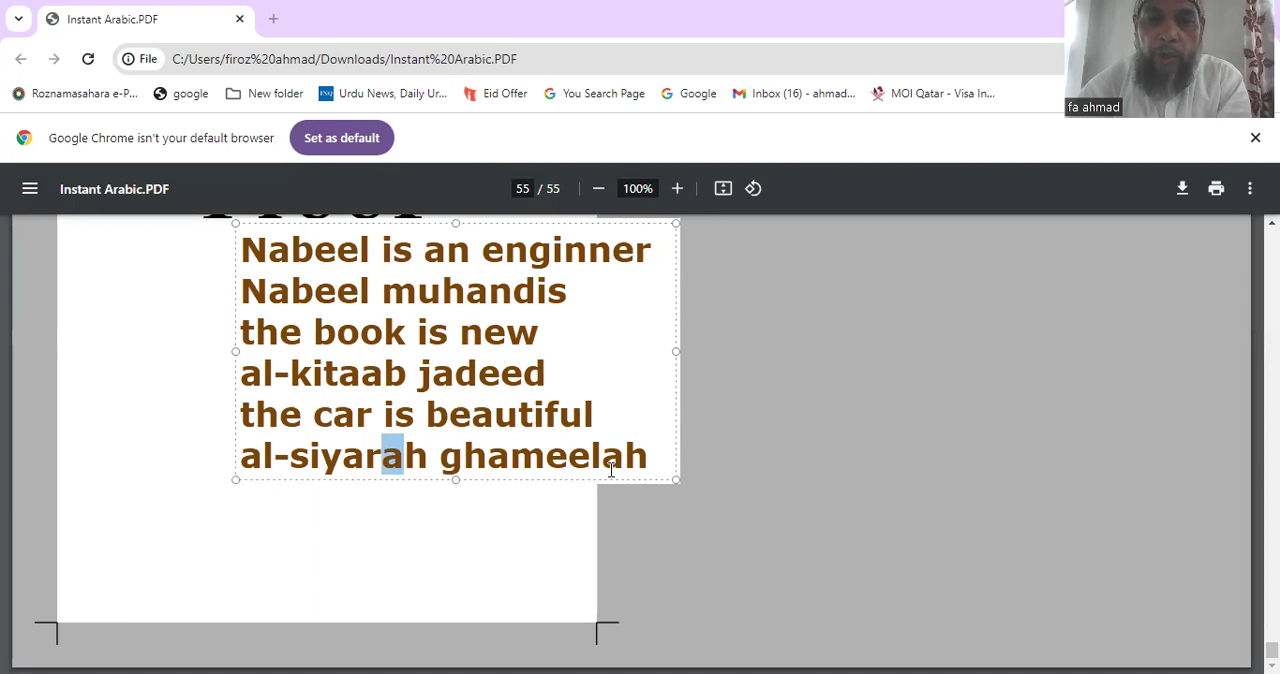 Instant Arabic.PDF
File
C:/Users/firoz%20ahmad/Downloads/Instant%20Arabic.PDF
Roznamasahara e-P...
google
New folder
Urdu News, Daily Ur...
Eid Offer
You Search Page
Google
Inbox (16) - ahmad...
MOI Qatar - Visa In...
fa ahmad
Google Chrome isn't your default browser
Set as default
Instant Arabic.PDF
55 / 55
100%
Nabeel is an enginner
Nabeel muhandis
the book is new
al-kitaab jadeed
the car is beautiful
al-siyarah ghameelah